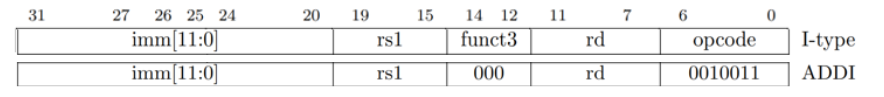 31 27 26 25 24 20 19 15 14 12 11 7 6 0
imm[11:0] rs1 funct3 rd opcode I-type
imm[11:0] rs1 000 rd 0010011 ADDI